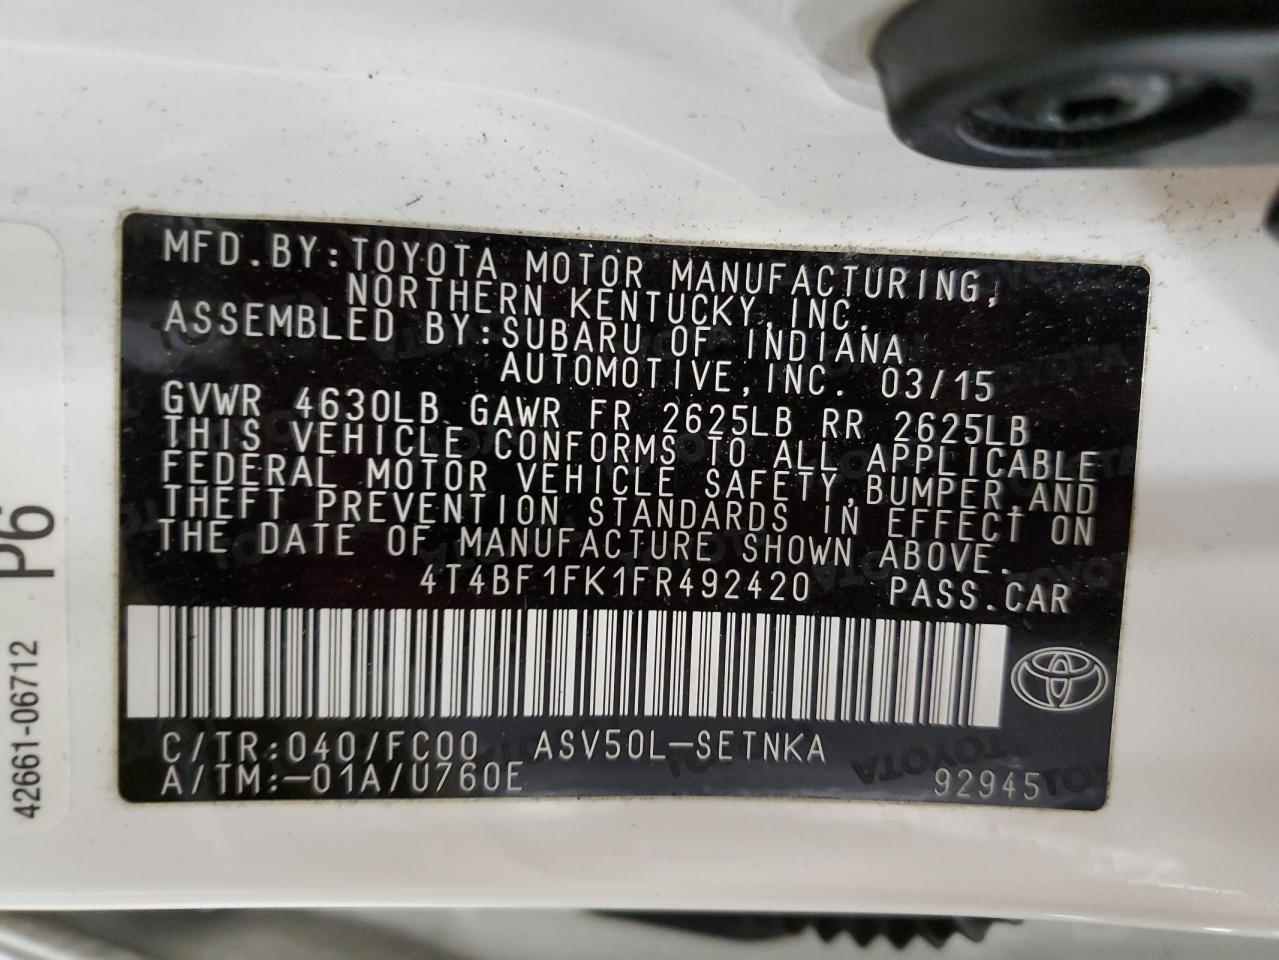 MFD.BY:TOYOTA MOTOR MANUFACTURING,
NORTHERN KENTUCKY,INC.
ASSEMBLED BY:SUBARU OF INDIANA
AUTOMOTIVE,INC. 03/15
GVWR 4630LB GAWR FR 2625LB RR 2625LB
THIS VEHICLE CONFORMS TO ALL APPLICABLE
FEDERAL MOTOR VEHICLE SAFETY,BUMPER,AND
THEFT PREVENTION STANDARDS IN EFFECT ON
THE DATE OF MANUFACTURE SHOWN ABOVE.
4T4BF1FK1FR492420 PASS.CAR
C/TR:040/FC00 ASV50L-SETNKA
A/TM:-01A/U760E
92945
P6
42661-06712